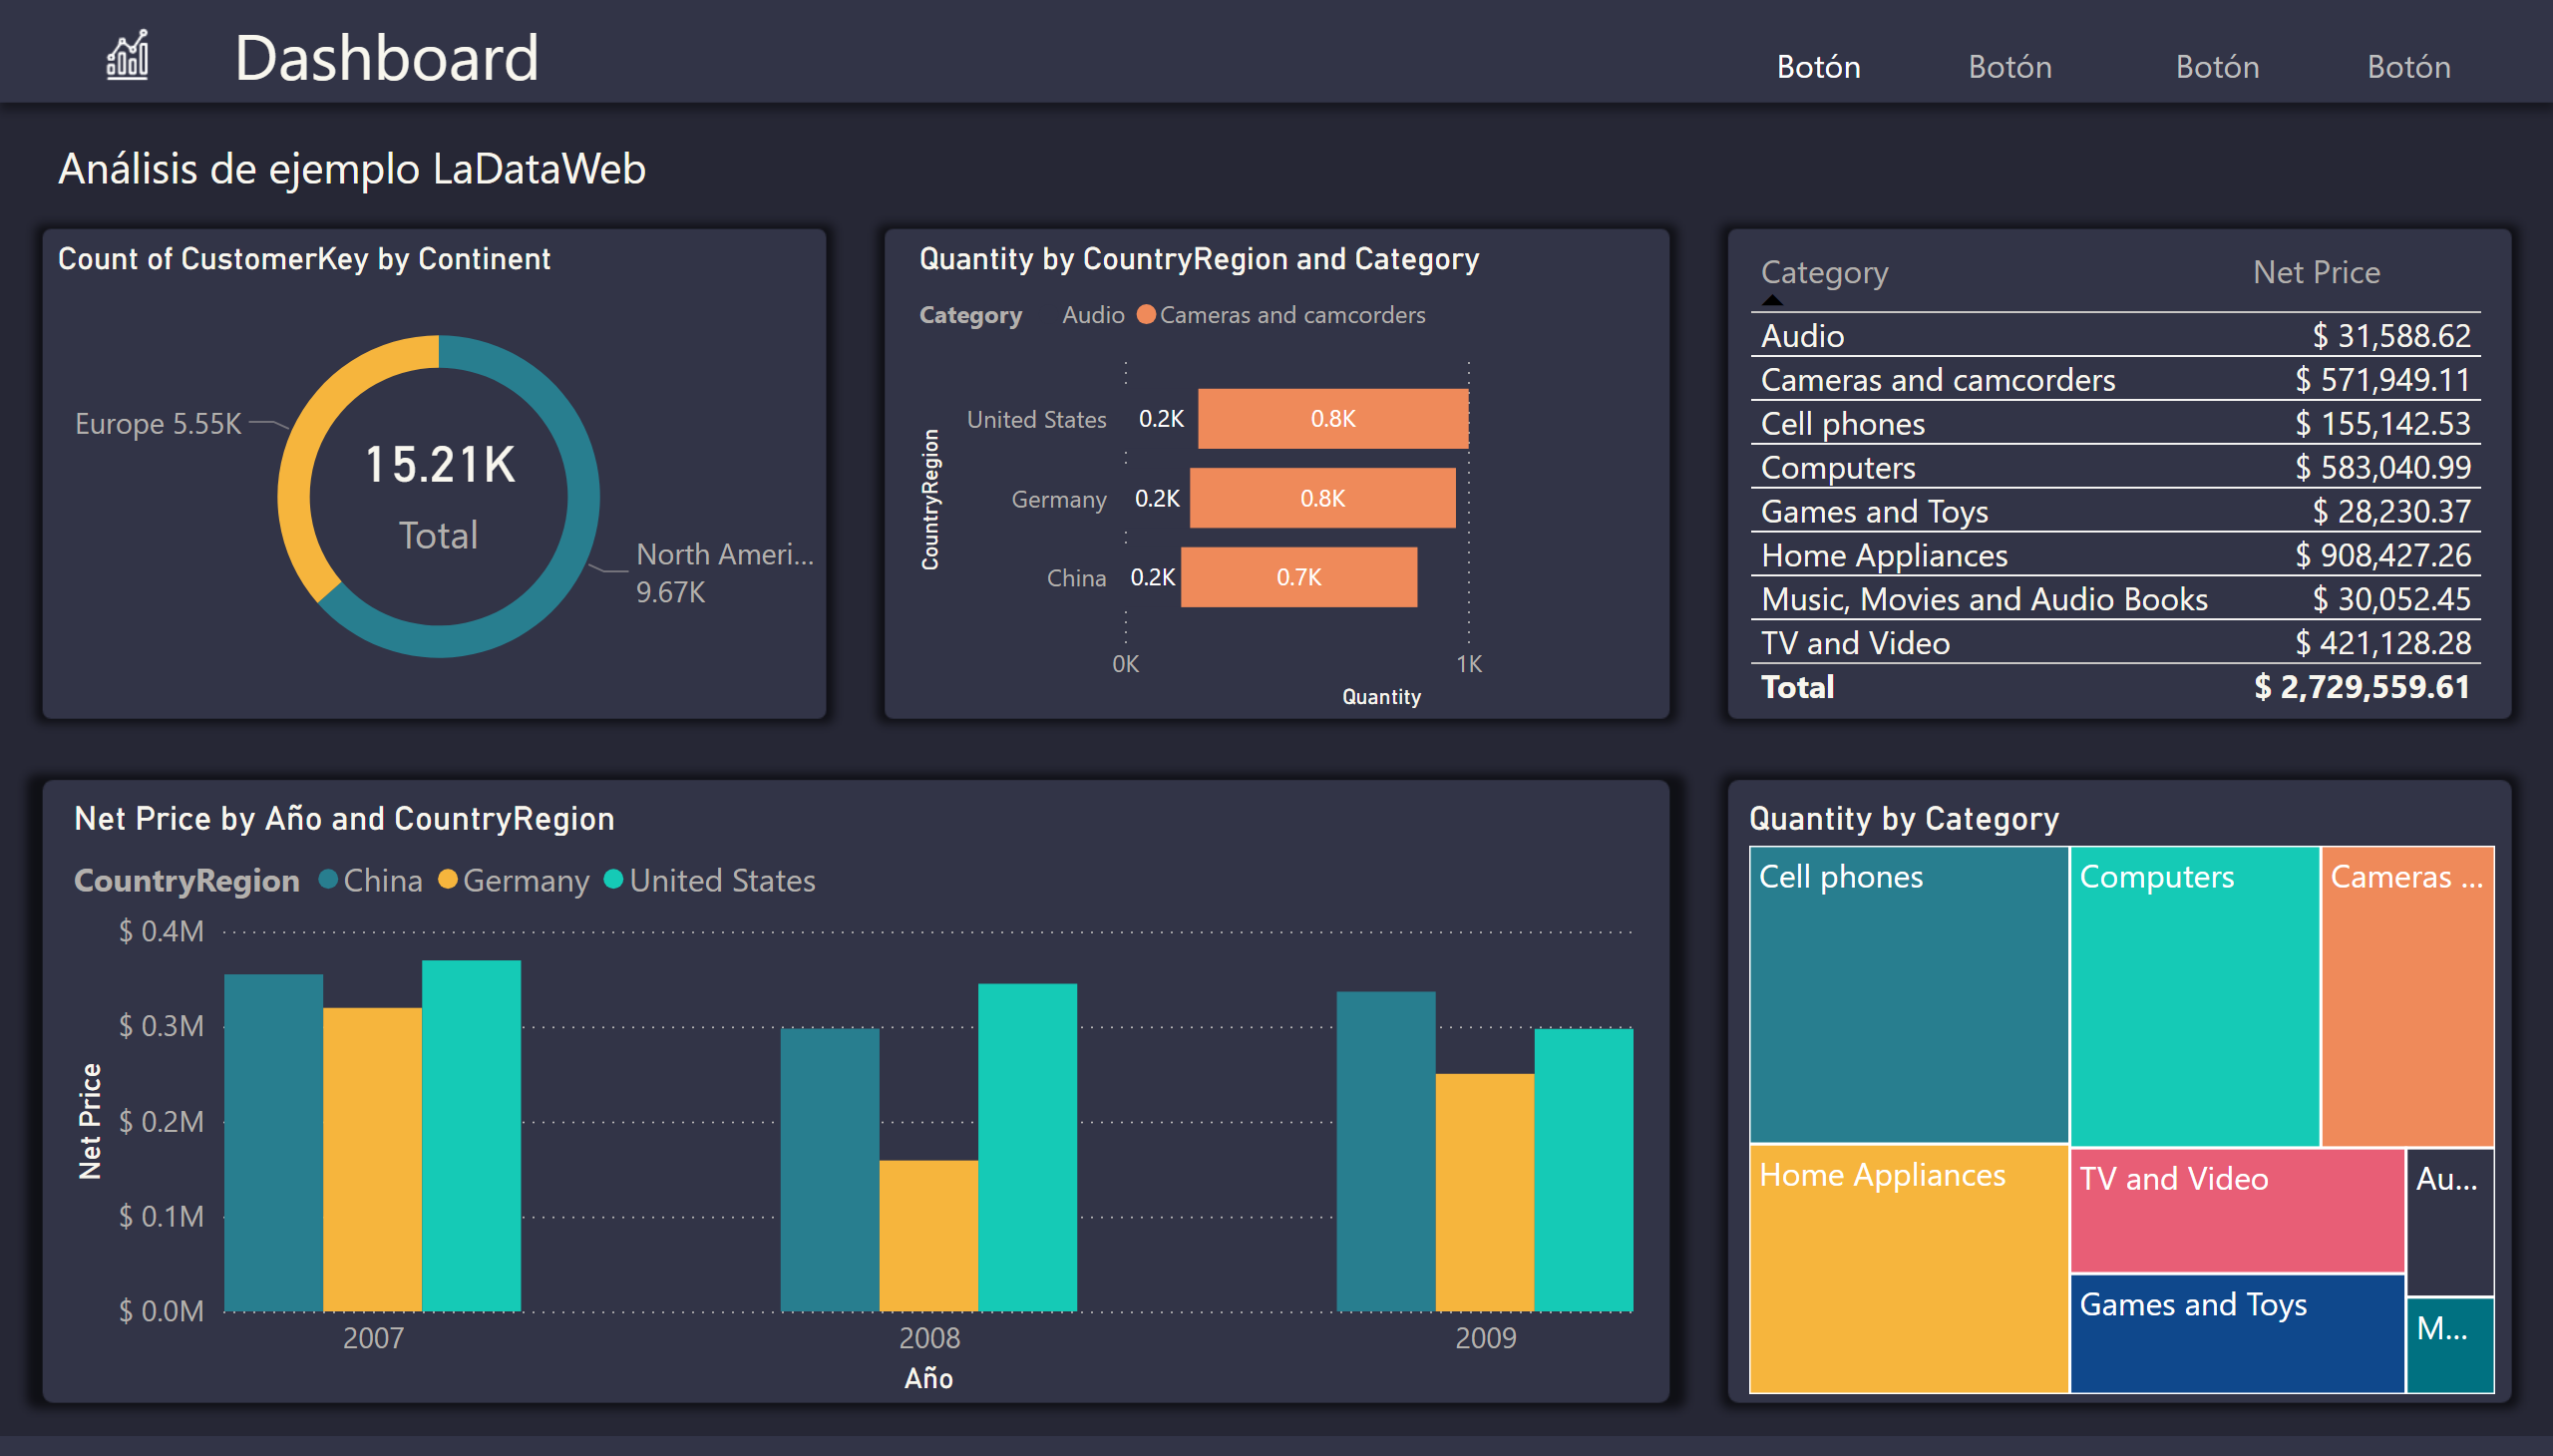 Dashboard
Botón Botón Botón Botón
Análisis de ejemplo LaDataWeb
Count of CustomerKey by Continent
Europe 5.55K
15.21K
Total
North Ameri...
9.67K
Quantity by CountryRegion and Category
Category Audio Cameras and camcorders
CountryRegion
United States 0.2K 0.8K
Germany 0.2K 0.8K
China 0.2K 0.7K
0K 1K
Quantity
Category Net Price
Audio $ 31,588.62
Cameras and camcorders $ 571,949.11
Cell phones $ 155,142.53
Computers $ 583,040.99
Games and Toys $ 28,230.37
Home Appliances $ 908,427.26
Music, Movies and Audio Books $ 30,052.45
TV and Video $ 421,128.28
Total $ 2,729,559.61
Net Price by Año and CountryRegion
CountryRegion China Germany United States
Net Price
$ 0.4M
$ 0.3M
$ 0.2M
$ 0.1M
$ 0.0M
2007 2008 2009
Año
Quantity by Category
Cell phones Computers Cameras ...
Home Appliances TV and Video Au...
Games and Toys M...